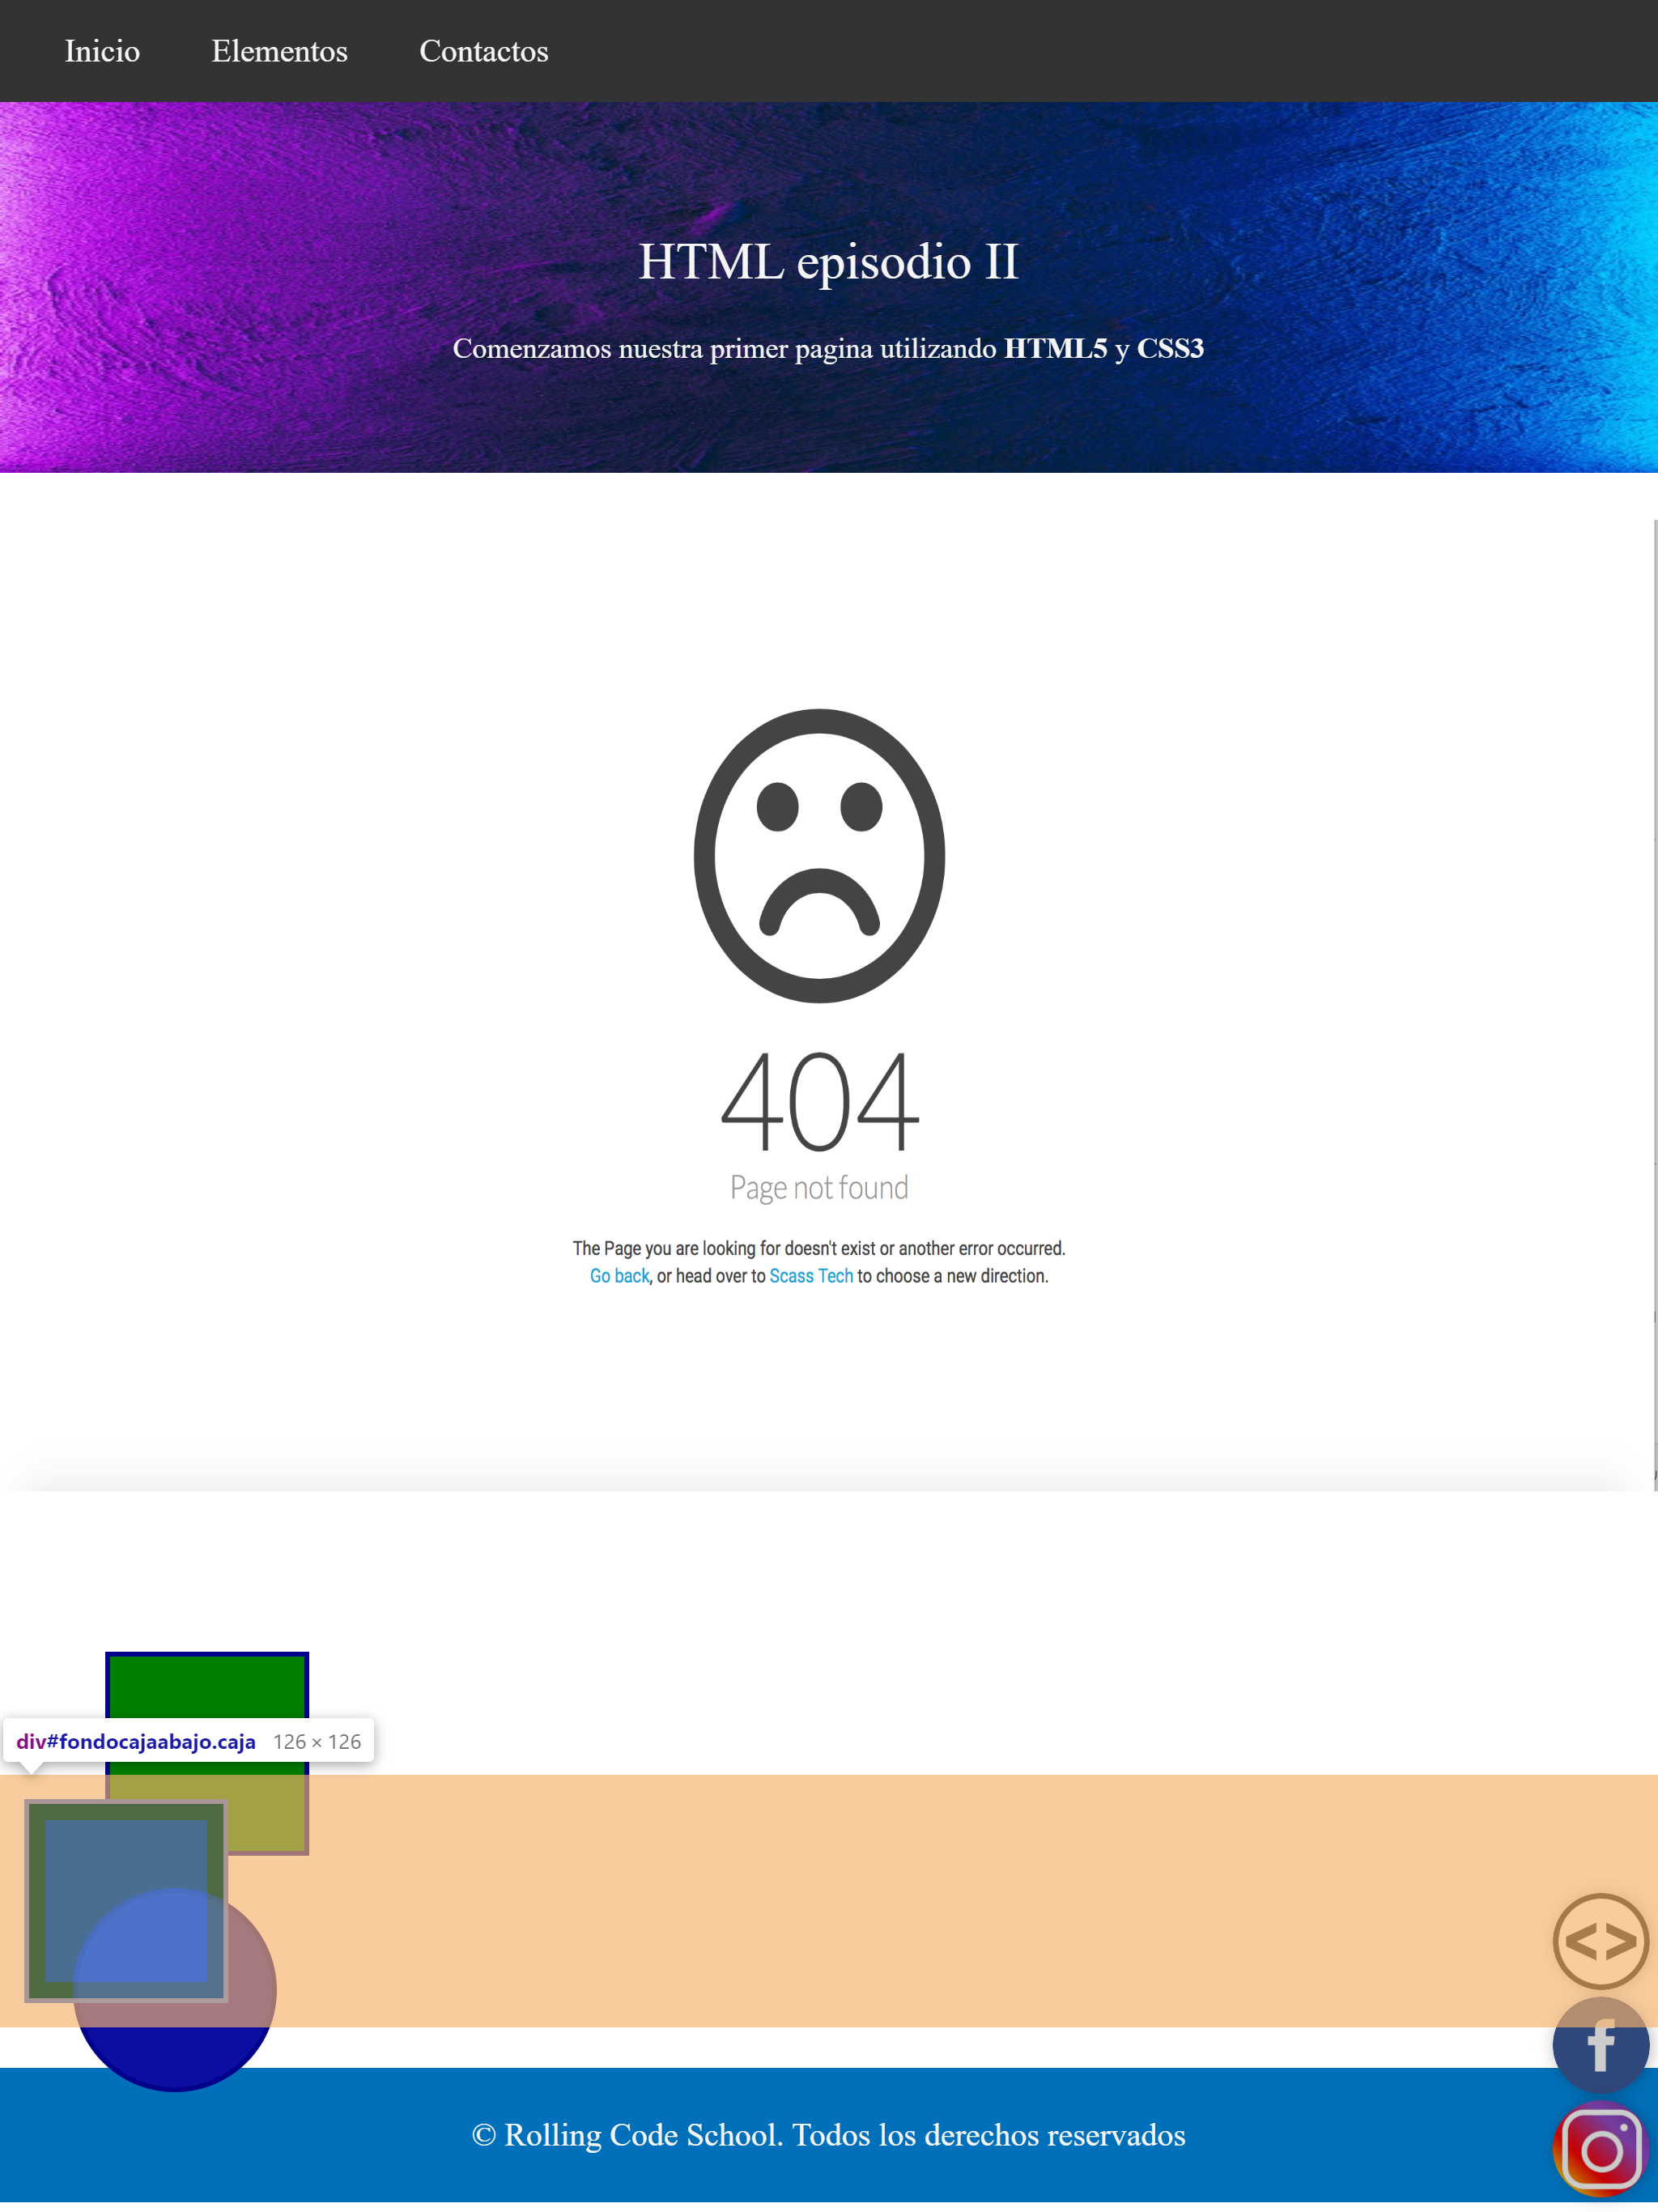 Inicio Elementos Contactos
HTML episodio II
Comenzamos nuestra primer pagina utilizando HTML5 y CSS3
404
Page not found
The Page you are looking for doesn't exist or another error occurred.
Go back, or head over to Scass Tech to choose a new direction.
div#fondocajaabajo.caja 126 × 126
<>
f
© Rolling Code School. Todos los derechos reservados